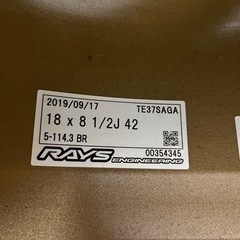 2019/09/17 TE37SAGA
18 x 8 1/2J 42
5-114.3 BR
RAYS ENGINEERING 00354345